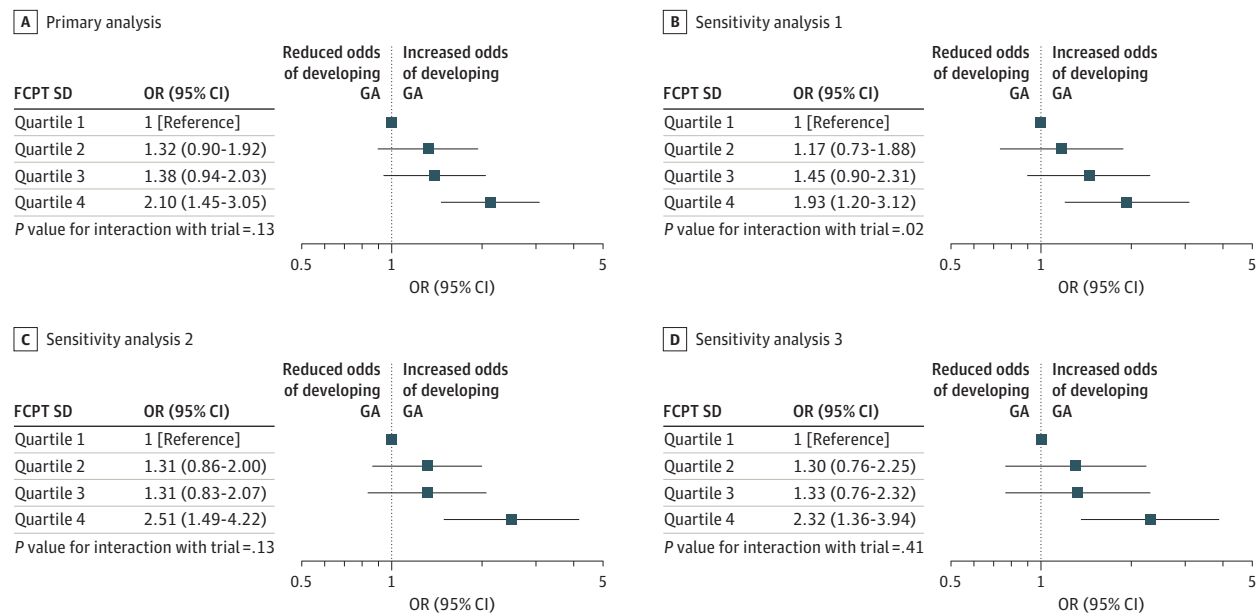 A Primary analysis
Reduced odds of developing GA
Increased odds of developing GA
FCPT SD OR (95% CI)
Quartile 1 1 [Reference]
Quartile 2 1.32 (0.90-1.92)
Quartile 3 1.38 (0.94-2.03)
Quartile 4 2.10 (1.45-3.05)
P value for interaction with trial=.13
0.5 1 5
OR (95% CI)
B Sensitivity analysis 1
Reduced odds of developing GA
Increased odds of developing GA
FCPT SD OR (95% CI)
Quartile 1 1 [Reference]
Quartile 2 1.17 (0.73-1.88)
Quartile 3 1.45 (0.90-2.31)
Quartile 4 1.93 (1.20-3.12)
P value for interaction with trial=.02
0.5 1 5
OR (95% CI)
C Sensitivity analysis 2
Reduced odds of developing GA
Increased odds of developing GA
FCPT SD OR (95% CI)
Quartile 1 1 [Reference]
Quartile 2 1.31 (0.86-2.00)
Quartile 3 1.31 (0.83-2.07)
Quartile 4 2.51 (1.49-4.22)
P value for interaction with trial=.13
0.5 1 5
OR (95% CI)
D Sensitivity analysis 3
Reduced odds of developing GA
Increased odds of developing GA
FCPT SD OR (95% CI)
Quartile 1 1 [Reference]
Quartile 2 1.30 (0.76-2.25)
Quartile 3 1.33 (0.76-2.32)
Quartile 4 2.32 (1.36-3.94)
P value for interaction with trial=.41
0.5 1 5
OR (95% CI)